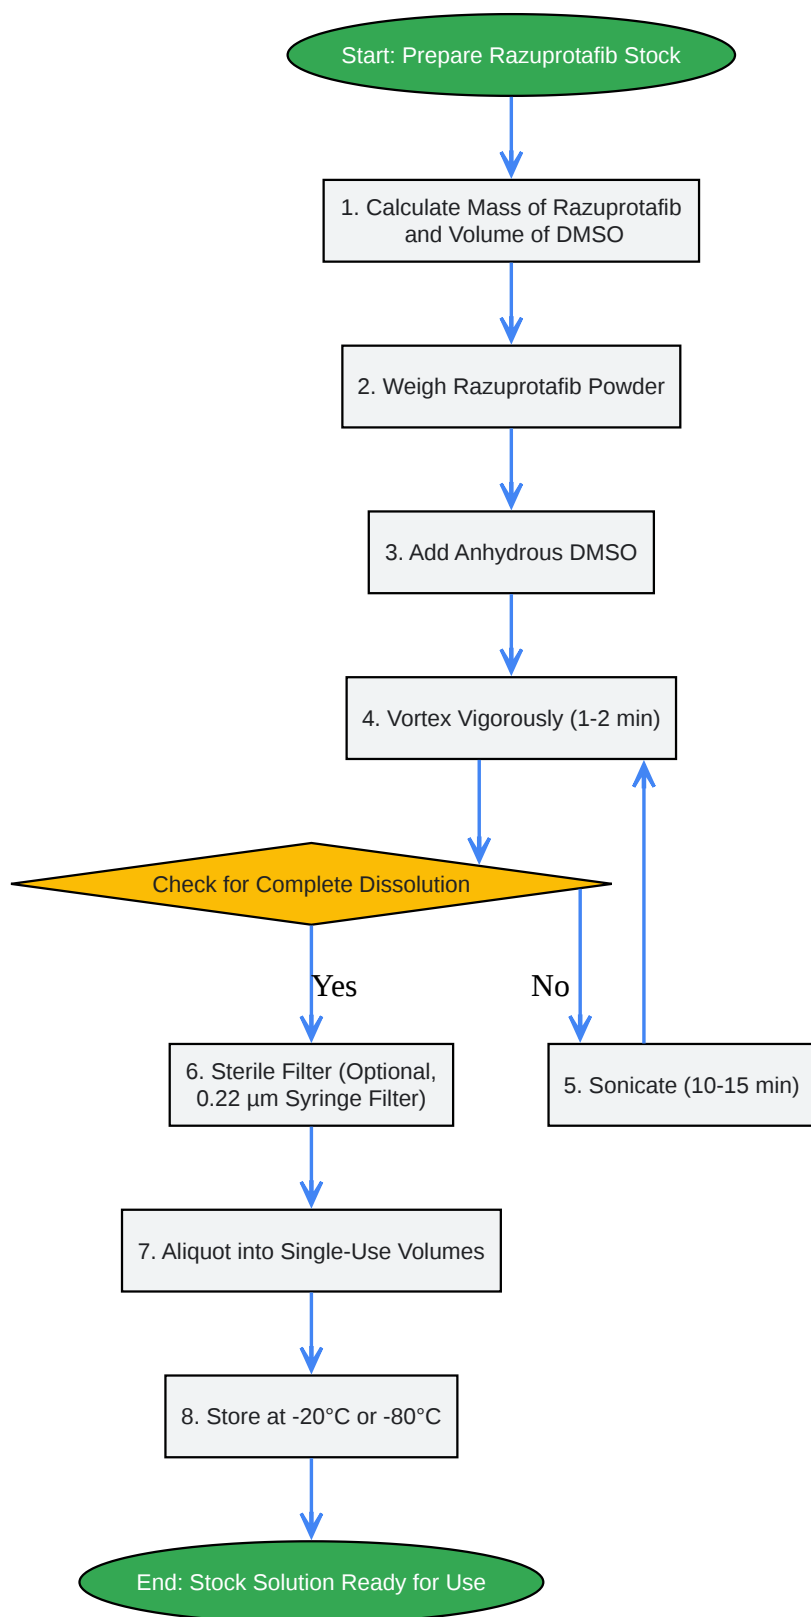 Start: Prepare Razuprotafib Stock
1. Calculate Mass of Razuprotafib
and Volume of DMSO
2. Weigh Razuprotafib Powder
3. Add Anhydrous DMSO
4. Vortex Vigorously (1-2 min)
Check for Complete Dissolution
Yes
No
6. Sterile Filter (Optional,
0.22 µm Syringe Filter)
5. Sonicate (10-15 min)
7. Aliquot into Single-Use Volumes
8. Store at -20°C or -80°C
End: Stock Solution Ready for Use